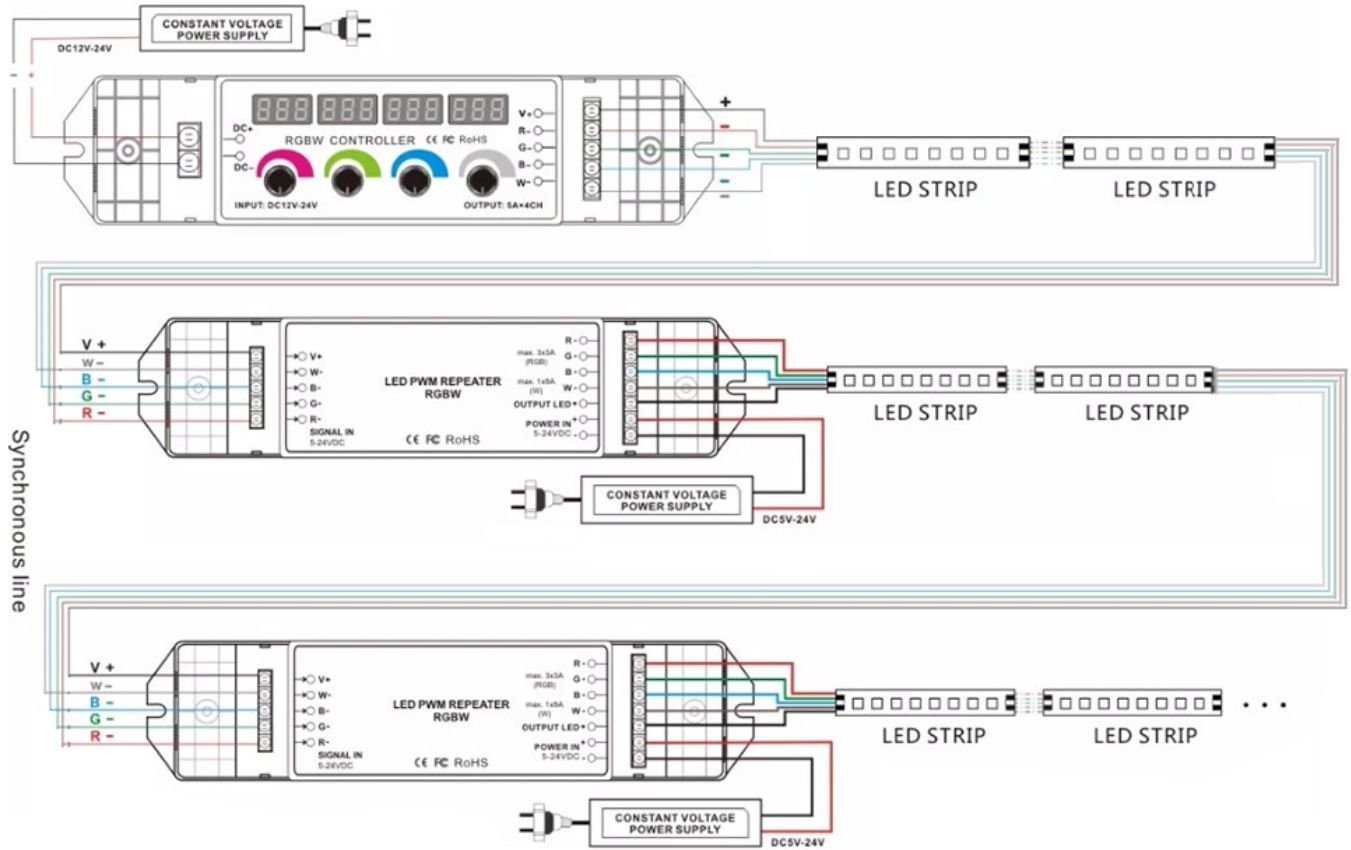 CONSTANT VOLTAGE
POWER SUPPLY
DC12V-24V
− +
888 888 888 888
DC+
DC-
RGBW CONTROLLER CE FC RoHS
V+
R-
G-
B-
W-
INPUT: DC12V-24V
OUTPUT: 5A×4CH
+
−
−
−
−
LED STRIP
LED STRIP
V +
W −
B −
G −
R −
V+
W-
B-
G-
R-
SIGNAL IN
5-24VDC
LED PWM REPEATER
RGBW
CE FC RoHS
max. 3x3A
(RGB)
max. 1x5A
(W)
R-
G-
B-
W-
OUTPUT LED+
POWER IN +
5-24VDC -
LED STRIP
LED STRIP
CONSTANT VOLTAGE
POWER SUPPLY
DC5V-24V
Synchronous line
V +
W −
B −
G −
R −
V+
W-
B-
G-
R-
SIGNAL IN
5-24VDC
LED PWM REPEATER
RGBW
CE FC RoHS
max. 3x3A
(RGB)
(W)
R-
G-
B-
W-
OUTPUT LED+
POWER IN +
5-24VDC -
LED STRIP
LED STRIP
• • •
CONSTANT VOLTAGE
POWER SUPPLY
DC5V-24V